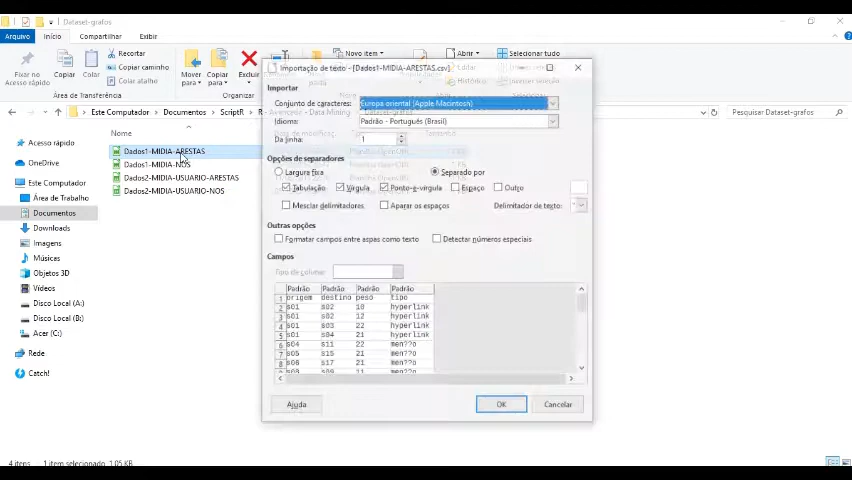 Dataset-grafos
Arquivo
Início
Compartilhar
Exibir
Fixar no
Acesso rápido
Copiar
Colar
Recortar
Copiar caminho
Colar atalho
Mover
para
Copiar
para
Excluir
Novo item
Abrir
Editar
Histórico
Selecionar tudo
Este Computador > Documentos > ScriptR
Pesquisar Dataset-grafos
Nome
Acesso rápido
OneDrive
Este Computador
Área de Trabalho
Documentos
Downloads
Imagens
Músicas
Objetos 3D
Vídeos
Disco Local (A:)
Disco Local (B:)
Acer (C:)
Rede
Catch!
Dados1-MIDIA-ARESTAS
Dados1-MIDIA-NOS
Dados2-MIDIA-USUARIO-ARESTAS
Dados2-MIDIA-USUARIO-NOS
Importação de texto - [Dados1-MIDIA-ARESTAS.csv]
Importar
Conjunto de caracteres: Europa oriental (Apple Macintosh)
Idioma: Padrão - Português (Brasil)
Da linha: 1
Opções de separadores
Largura fixa
Separado por
Tabulação
Vírgula
Ponto-e-vírgula
Espaço
Outro
Mesclar delimitadores
Aparar os espaços
Delimitador de texto: "
Outras opções
Formatar campos entre aspas como texto
Detectar números especiais
Campos
Tipo de coluna:
Padrão Padrão Padrão Padrão
1 origem destino peso tipo
2 s01 s02 10 hyperlink
3 s01 s02 12 hyperlink
4 s01 s03 22 hyperlink
5 s01 s04 21 hyperlink
6 s04 s11 22 men??o
7 s05 s15 21 men??o
8 s06 s17 21 men??o
s08 s09 11 men??o
Ajuda
OK
Cancelar
4 itens
1 item selecionado, 1,05 KB